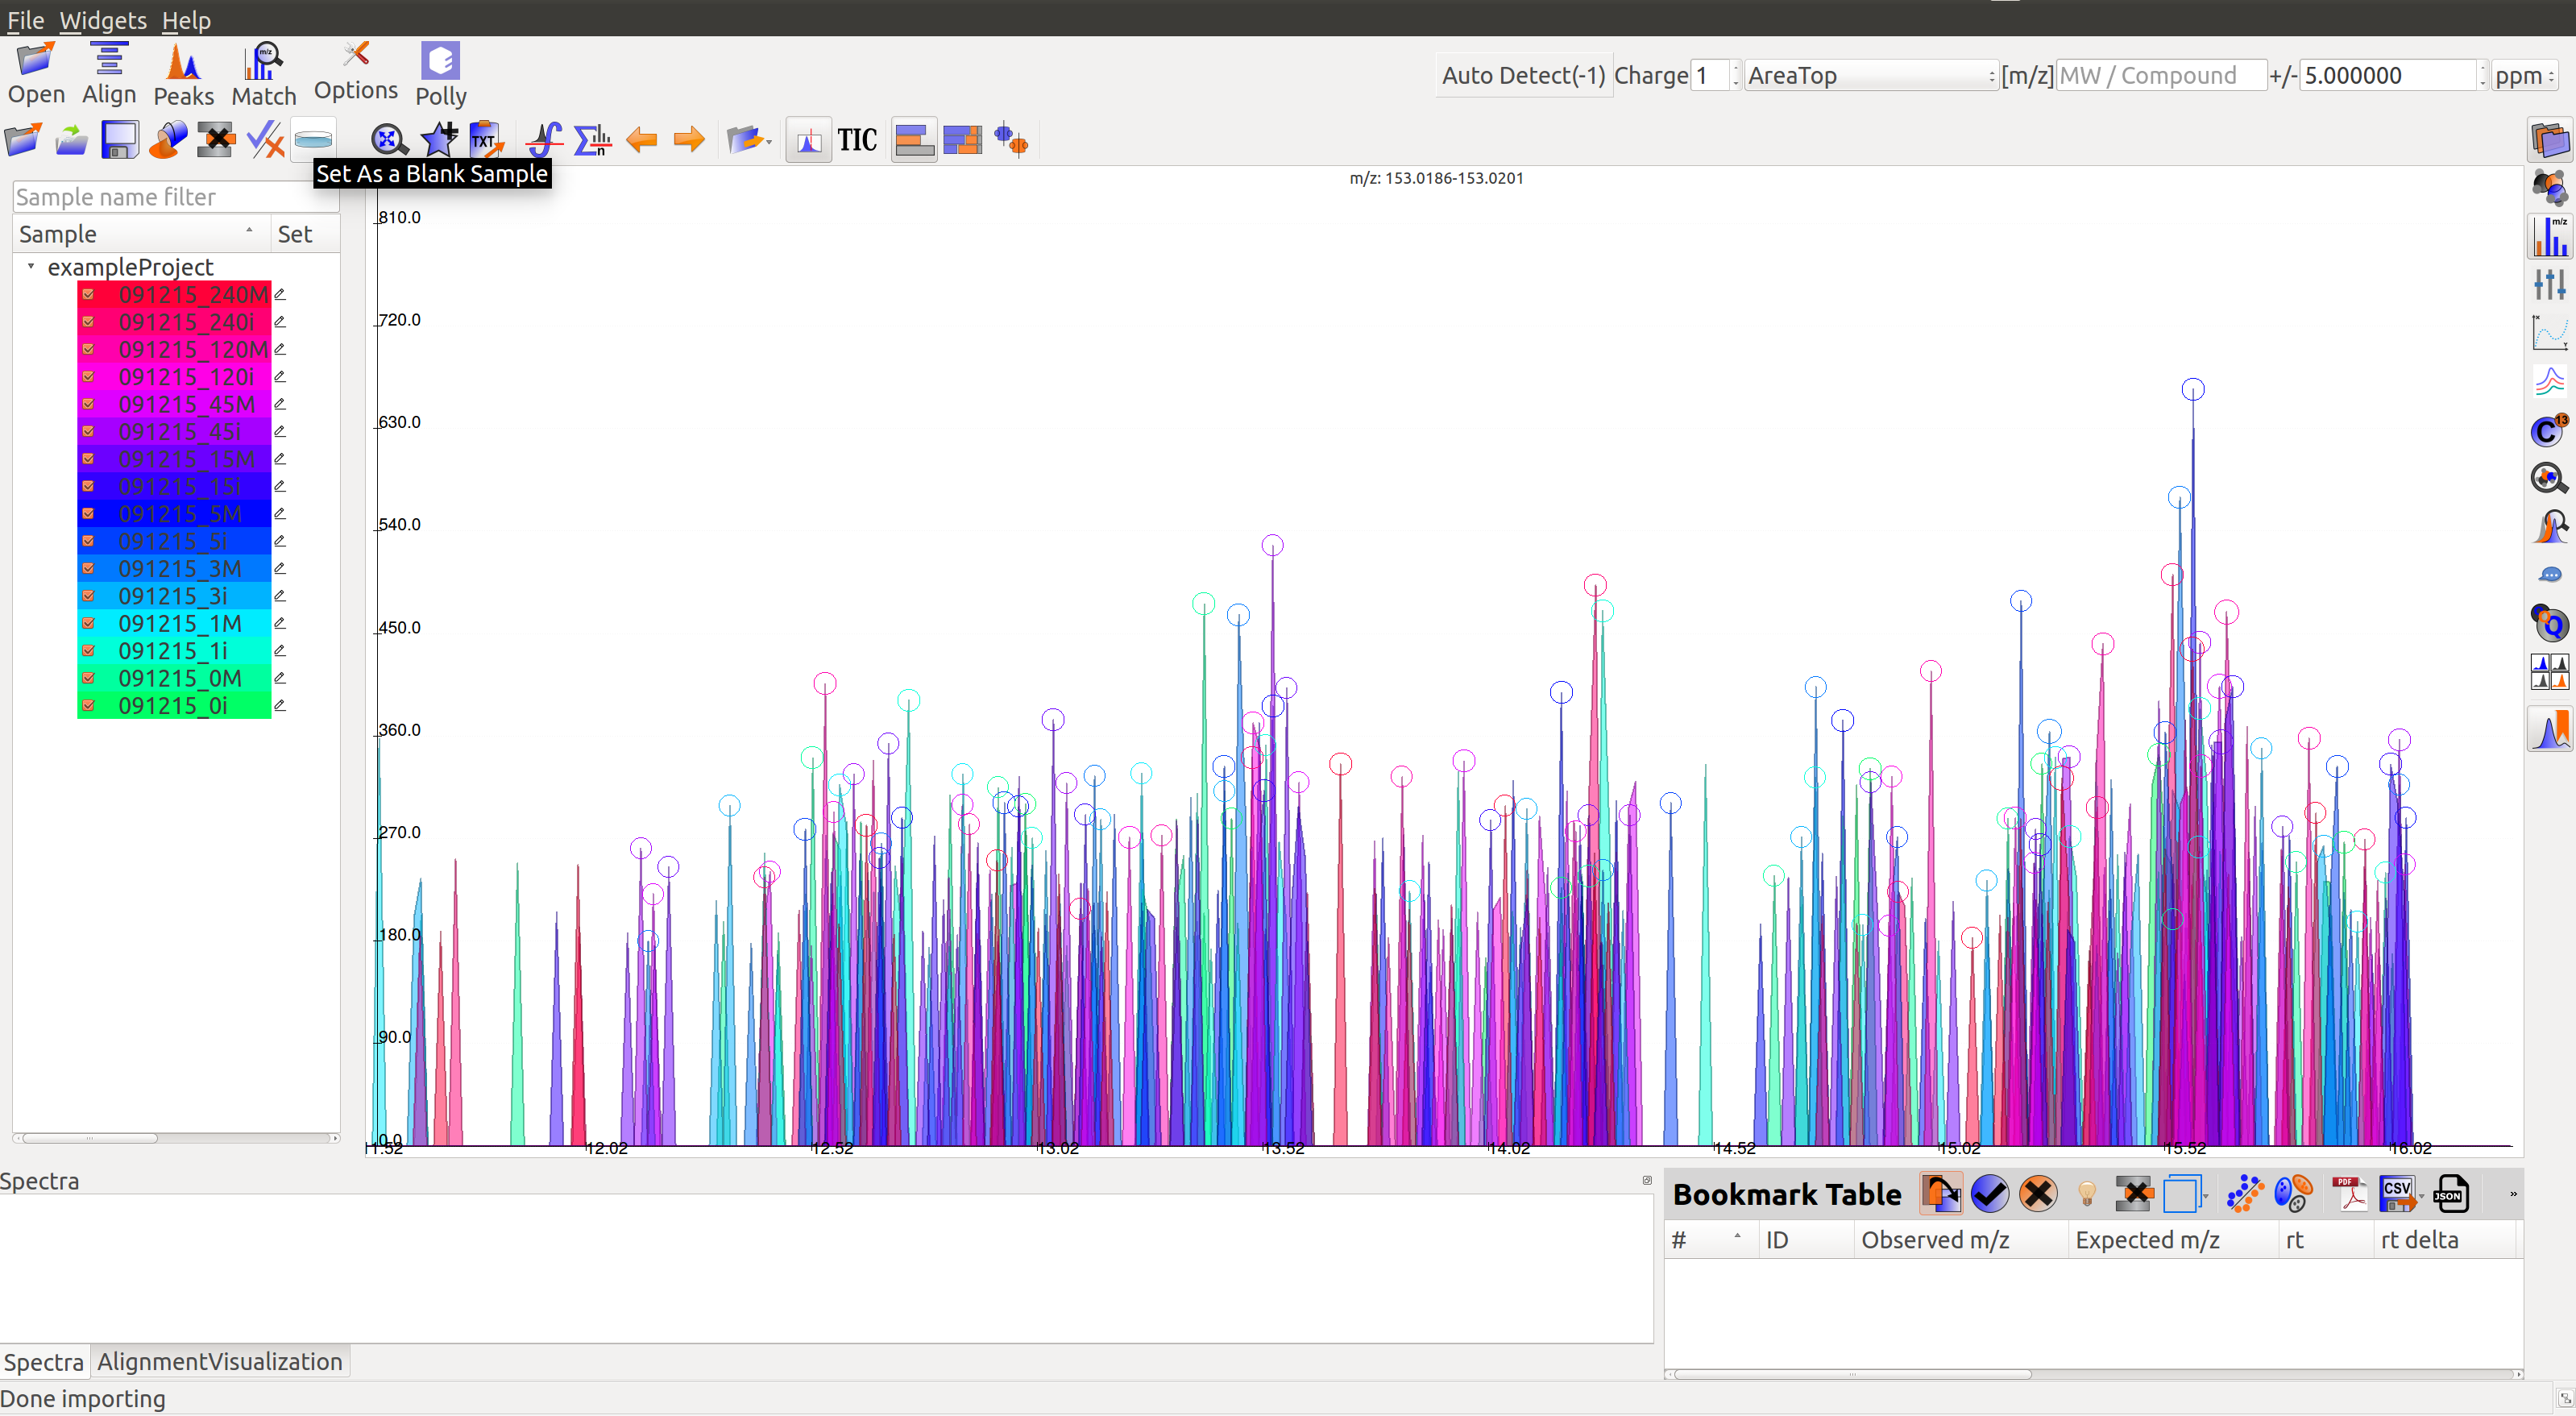 File Widgets Help
Open Align Peaks Match Options Polly
Auto Detect(-1) Charge 1 AreaTop [m/z] MW / Compound +/- 5.000000 ppm
TXT TIC
Set As a Blank Sample
Sample name filter
Sample Set
exampleProject
091215_240M
091215_240i
091215_120M
091215_120i
091215_45M
091215_45i
091215_15M
091215_15i
091215_5M
091215_5i
091215_3M
091215_3i
091215_1M
091215_1i
091215_0M
091215_0i
m/z: 153.0186-153.0201
810.0
720.0
630.0
540.0
450.0
360.0
270.0
180.0
90.0
0.0
11.52 12.02 12.52 13.02 13.52 14.02 14.52 15.02 15.52 16.02
m/z
C 13
Q
Spectra
Bookmark Table PDF CSV JSON »
# ID Observed m/z Expected m/z rt rt delta
Spectra AlignmentVisualization
Done importing